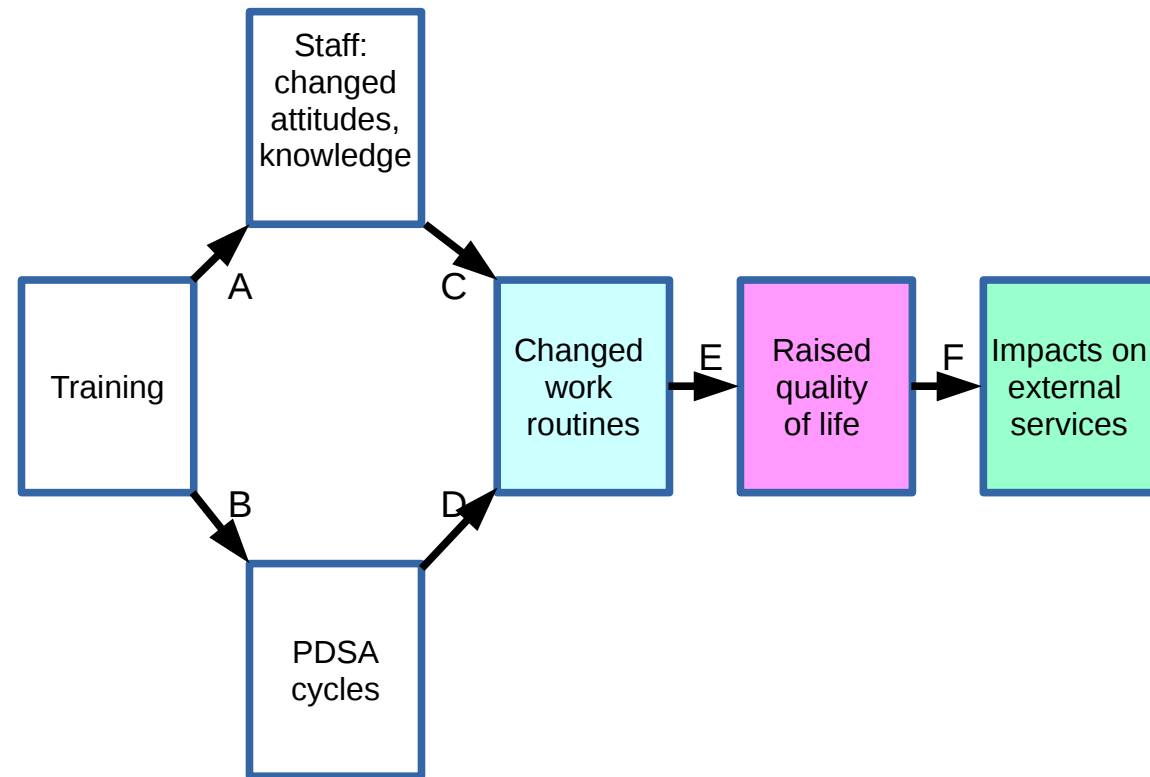 Staff:
changed
attitudes,
knowledge
A
C
Training
Changed
work
routines
E
Raised
quality
of life
F
Impacts on
external
services
B
D
PDSA
cycles